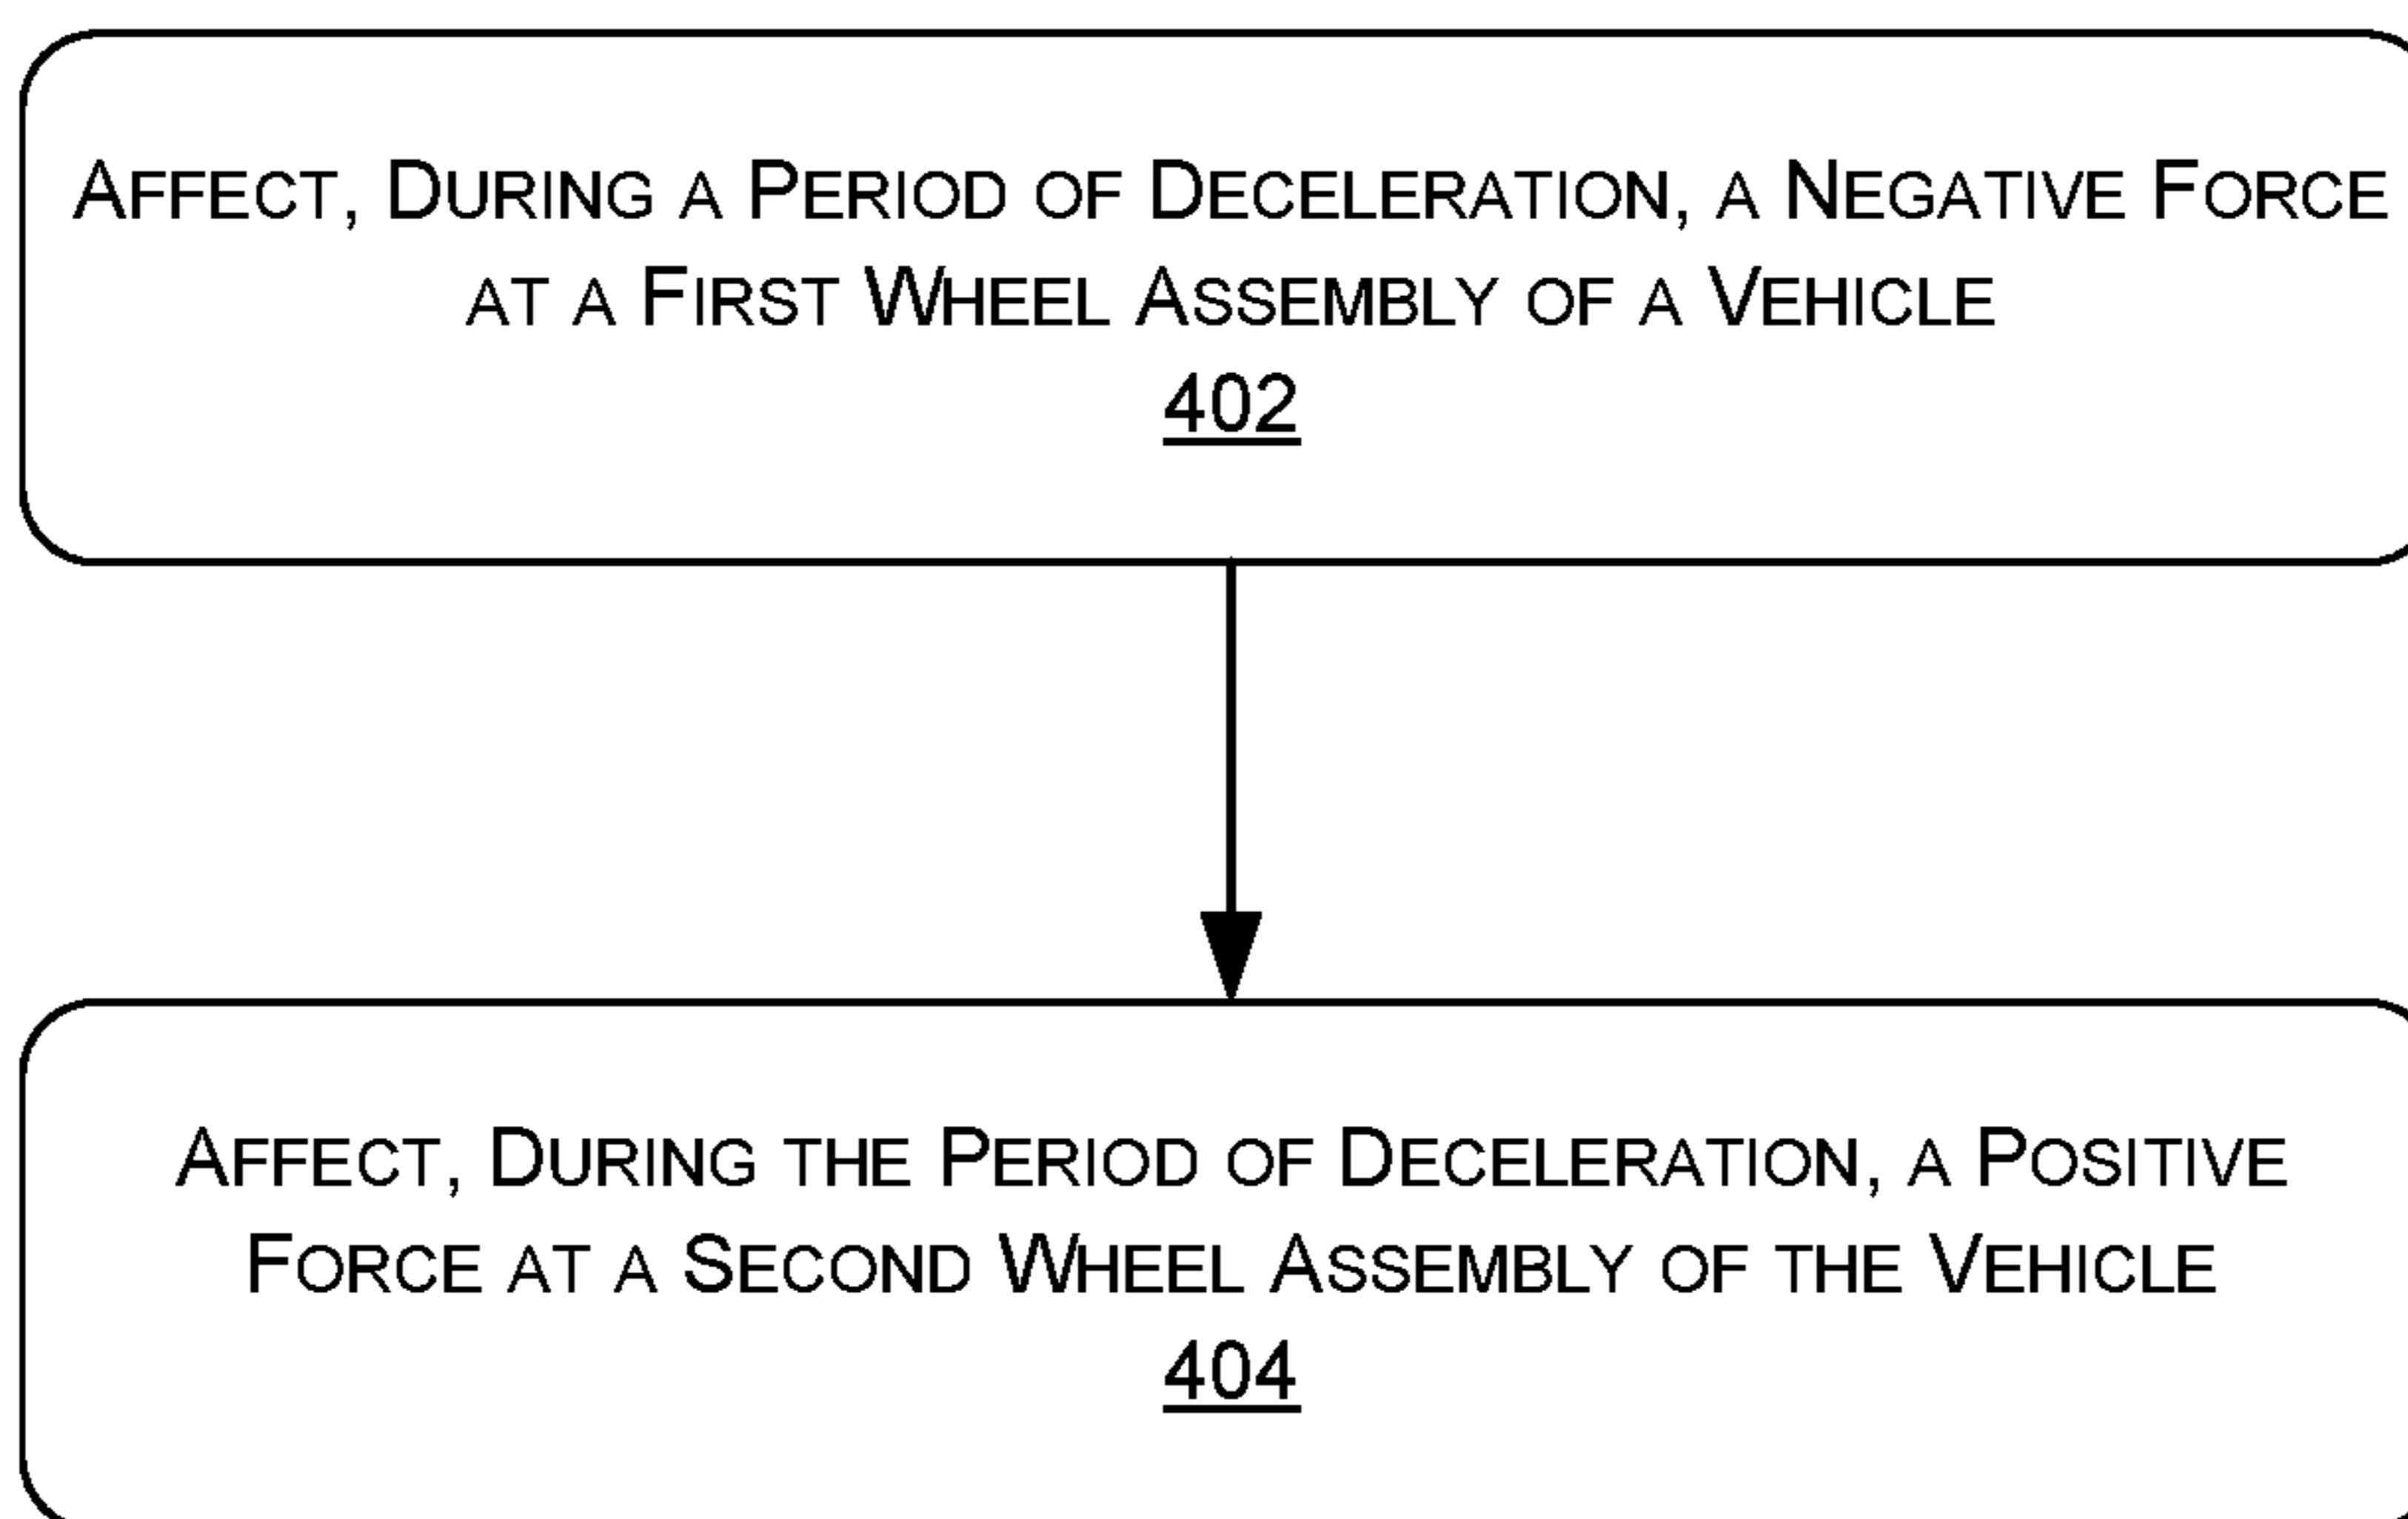 AFFECT, DURING A PERIOD OF DECELERATION, A NEGATIVE FORCE
AT A FIRST WHEEL ASSEMBLY OF A VEHICLE
402
AFFECT, DURING THE PERIOD OF DECELERATION, A POSITIVE
FORCE AT A SECOND WHEEL ASSEMBLY OF THE VEHICLE
404